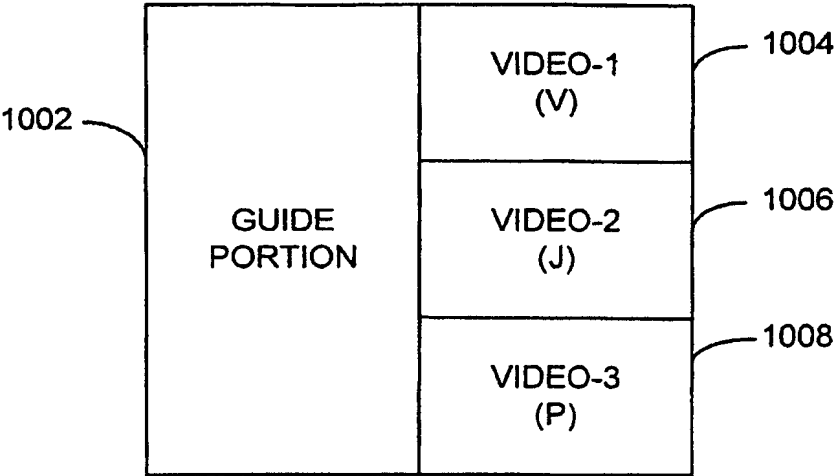 1002
GUIDE
PORTION
VIDEO-1
(V)
1004
VIDEO-2
(J)
1006
VIDEO-3
(P)
1008